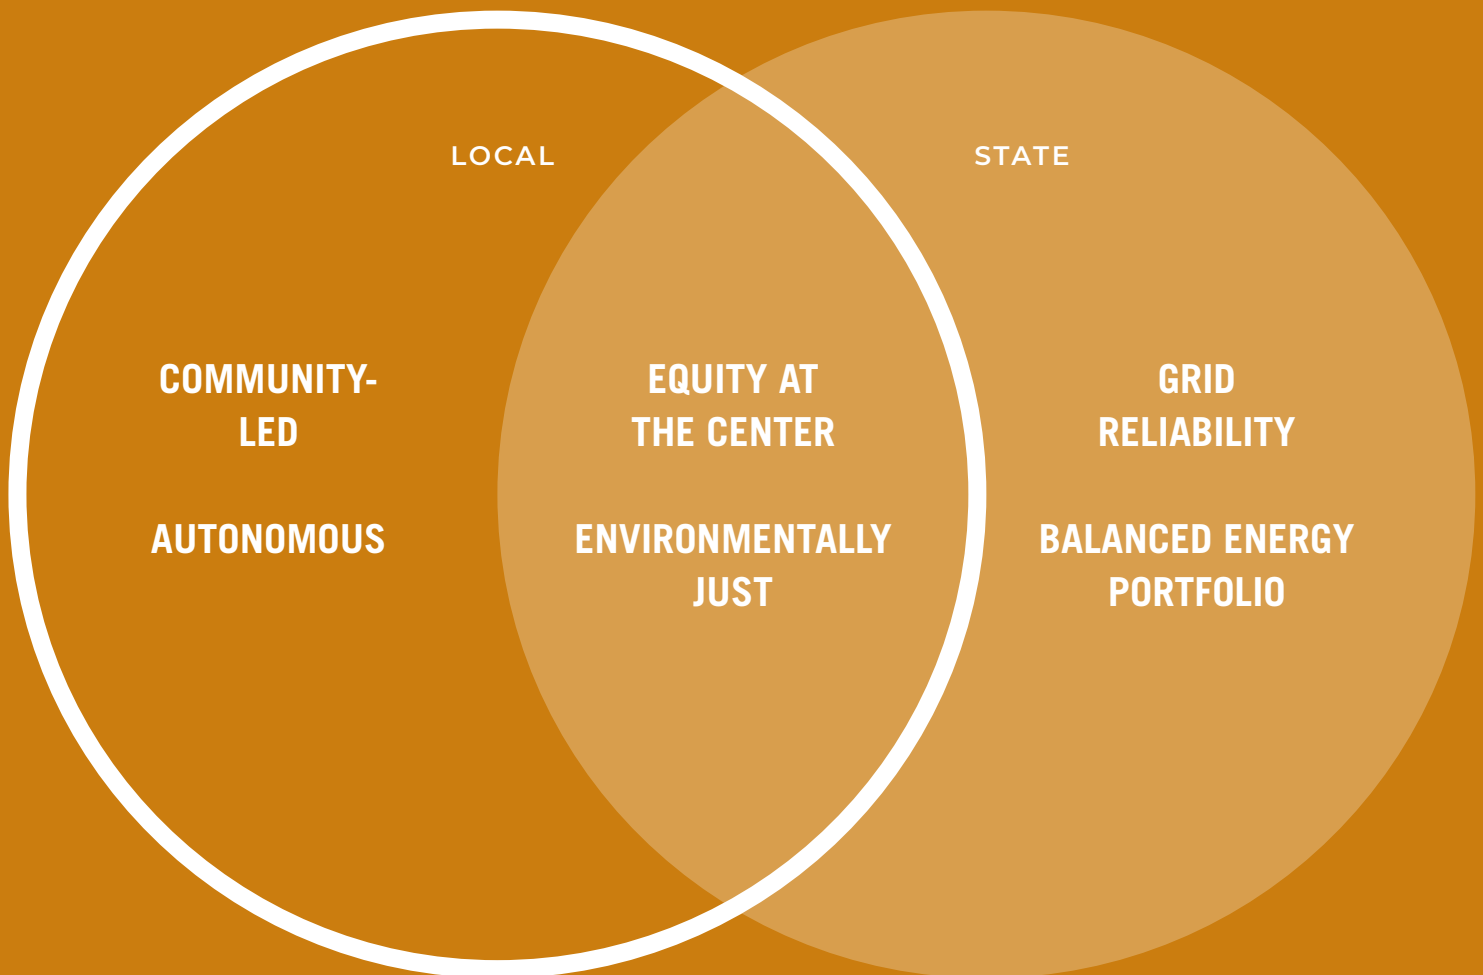 LOCAL
STATE
COMMUNITY-
LED
AUTONOMOUS
EQUITY AT
THE CENTER
ENVIRONMENTALLY
JUST
GRID
RELIABILITY
BALANCED ENERGY
PORTFOLIO